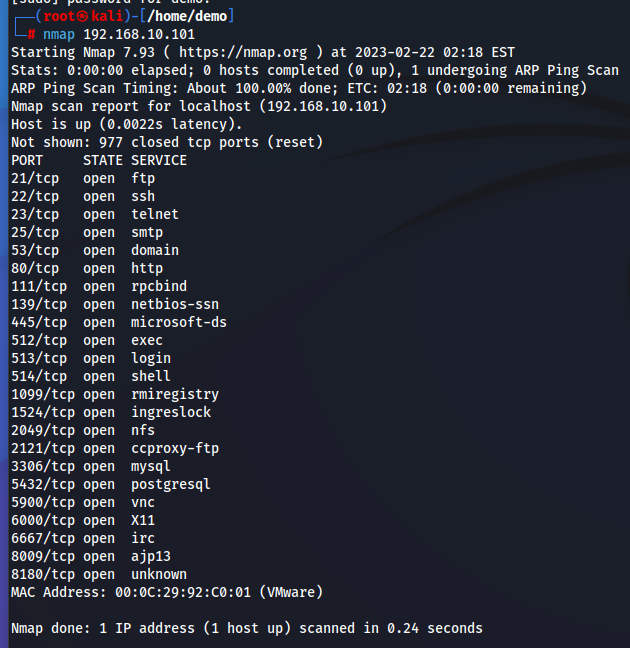 [sudo] password for demo:
┌──(root㉿kali)-[/home/demo]
└─# nmap 192.168.10.101
Starting Nmap 7.93 ( https://nmap.org ) at 2023-02-22 02:18 EST
Stats: 0:00:00 elapsed; 0 hosts completed (0 up), 1 undergoing ARP Ping Scan
ARP Ping Scan Timing: About 100.00% done; ETC: 02:18 (0:00:00 remaining)
Nmap scan report for localhost (192.168.10.101)
Host is up (0.0022s latency).
Not shown: 977 closed tcp ports (reset)
PORT     STATE SERVICE
21/tcp   open  ftp
22/tcp   open  ssh
23/tcp   open  telnet
25/tcp   open  smtp
53/tcp   open  domain
80/tcp   open  http
111/tcp  open  rpcbind
139/tcp  open  netbios-ssn
445/tcp  open  microsoft-ds
512/tcp  open  exec
513/tcp  open  login
514/tcp  open  shell
1099/tcp open  rmiregistry
1524/tcp open  ingreslock
2049/tcp open  nfs
2121/tcp open  ccproxy-ftp
3306/tcp open  mysql
5432/tcp open  postgresql
5900/tcp open  vnc
6000/tcp open  X11
6667/tcp open  irc
8009/tcp open  ajp13
8180/tcp open  unknown
MAC Address: 00:0C:29:92:C0:01 (VMware)
Nmap done: 1 IP address (1 host up) scanned in 0.24 seconds